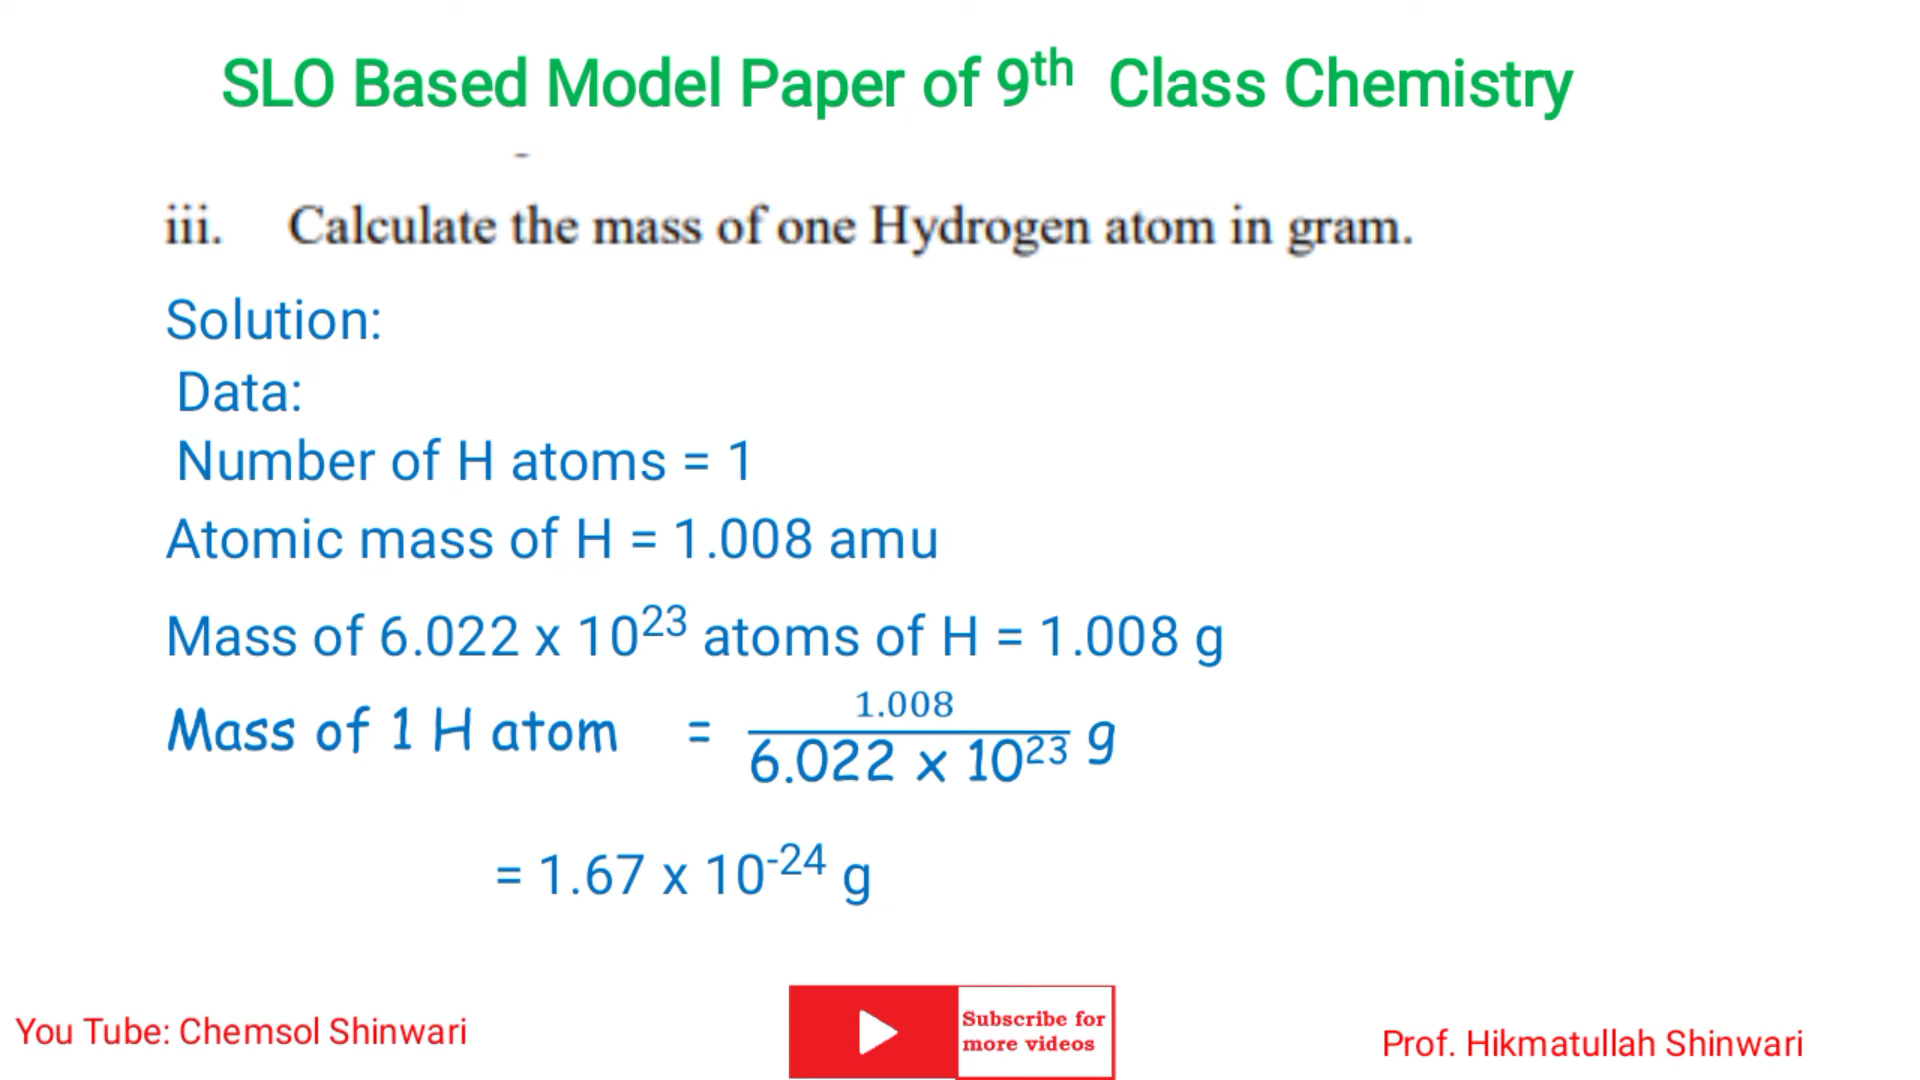 SLO Based Model Paper of 9th Class Chemistry
iii. Calculate the mass of one Hydrogen atom in gram.
Solution:
Data:
Number of H atoms = 1
Atomic mass of H = 1.008 amu
Mass of 6.022 x 10^23 atoms of H = 1.008 g
Mass of 1 H atom = 1.008 / 6.022 x 10^23 g
= 1.67 x 10^-24 g
You Tube: Chemsol Shinwari
Subscribe for
more videos
Prof. Hikmatullah Shinwari